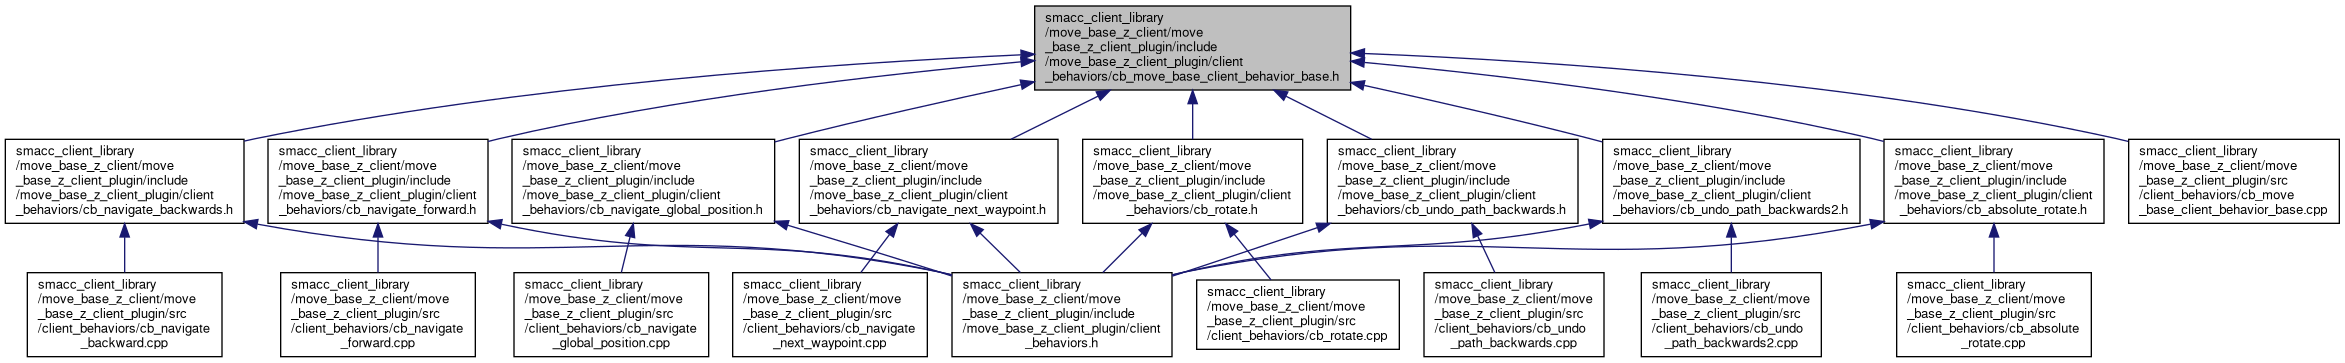 smacc_client_library
/move_base_z_client/move
_base_z_client_plugin/include
/move_base_z_client_plugin/client
_behaviors/cb_move_base_client_behavior_base.h
smacc_client_library
/move_base_z_client/move
_base_z_client_plugin/include
/move_base_z_client_plugin/client
_behaviors/cb_navigate_backwards.h
smacc_client_library
/move_base_z_client/move
_base_z_client_plugin/include
/move_base_z_client_plugin/client
_behaviors/cb_navigate_forward.h
smacc_client_library
/move_base_z_client/move
_base_z_client_plugin/include
/move_base_z_client_plugin/client
_behaviors/cb_navigate_global_position.h
smacc_client_library
/move_base_z_client/move
_base_z_client_plugin/include
/move_base_z_client_plugin/client
_behaviors/cb_navigate_next_waypoint.h
smacc_client_library
/move_base_z_client/move
_base_z_client_plugin/include
/move_base_z_client_plugin/client
_behaviors/cb_rotate.h
smacc_client_library
/move_base_z_client/move
_base_z_client_plugin/include
/move_base_z_client_plugin/client
_behaviors/cb_undo_path_backwards.h
smacc_client_library
/move_base_z_client/move
_base_z_client_plugin/include
/move_base_z_client_plugin/client
_behaviors/cb_undo_path_backwards2.h
smacc_client_library
/move_base_z_client/move
_base_z_client_plugin/include
/move_base_z_client_plugin/client
_behaviors/cb_absolute_rotate.h
smacc_client_library
/move_base_z_client/move
_base_z_client_plugin/src
/client_behaviors/cb_move
_base_client_behavior_base.cpp
smacc_client_library
/move_base_z_client/move
_base_z_client_plugin/src
/client_behaviors/cb_navigate
_backward.cpp
smacc_client_library
/move_base_z_client/move
_base_z_client_plugin/src
/client_behaviors/cb_navigate
_forward.cpp
smacc_client_library
/move_base_z_client/move
_base_z_client_plugin/src
/client_behaviors/cb_navigate
_global_position.cpp
smacc_client_library
/move_base_z_client/move
_base_z_client_plugin/src
/client_behaviors/cb_navigate
_next_waypoint.cpp
smacc_client_library
/move_base_z_client/move
_base_z_client_plugin/include
/move_base_z_client_plugin/client
_behaviors.h
smacc_client_library
/move_base_z_client/move
_base_z_client_plugin/src
/client_behaviors/cb_rotate.cpp
smacc_client_library
/move_base_z_client/move
_base_z_client_plugin/src
/client_behaviors/cb_undo
_path_backwards.cpp
smacc_client_library
/move_base_z_client/move
_base_z_client_plugin/src
/client_behaviors/cb_undo
_path_backwards2.cpp
smacc_client_library
/move_base_z_client/move
_base_z_client_plugin/src
/client_behaviors/cb_absolute
_rotate.cpp